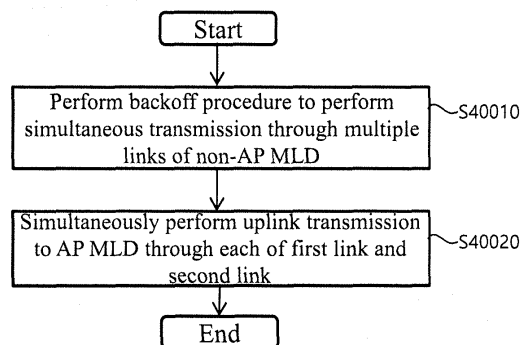 Start
Perform backoff procedure to perform
simultaneous transmission through multiple
links of non-AP MLD
S40010
Simultaneously perform uplink transmission
to AP MLD through each of first link and
second link
S40020
End